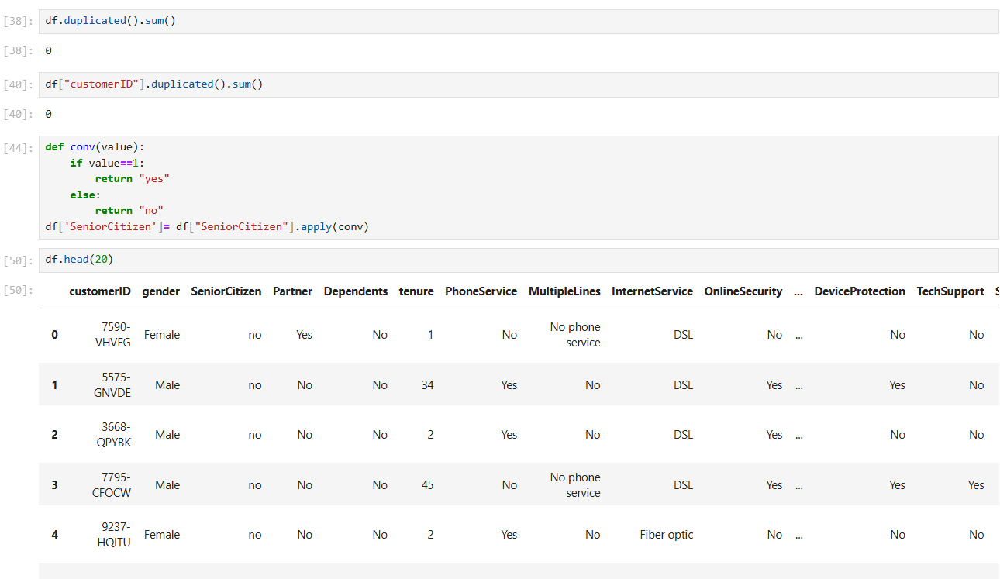 [38]: df.duplicated().sum()
[38]: 0
[40]: df["customerID"].duplicated().sum()
[40]: 0
[44]: def conv(value):
    if value==1:
        return "yes"
    else:
        return "no"
df['SeniorCitizen']= df["SeniorCitizen"].apply(conv)
[50]: df.head(20)
[50]: customerID gender SeniorCitizen Partner Dependents tenure PhoneService MultipleLines InternetService OnlineSecurity ... DeviceProtection TechSupport S
0 7590-VHVEG Female no Yes No 1 No No phone service DSL No ... No No
1 5575-GNVDE Male no No No 34 Yes No DSL Yes ... Yes No
2 3668-QPYBK Male no No No 2 Yes No DSL Yes ... No No
3 7795-CFOCW Male no No No 45 No No phone service DSL Yes ... Yes Yes
4 9237-HQITU Female no No No 2 Yes No Fiber optic No ... No No